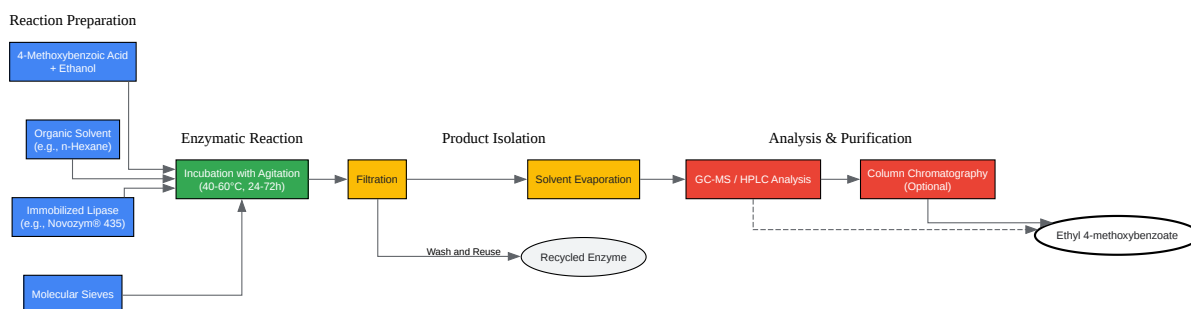 Reaction Preparation
4-Methoxybenzoic Acid
+ Ethanol
Organic Solvent
(e.g., n-Hexane)
Immobilized Lipase
(e.g., Novozym® 435)
Molecular Sieves
Enzymatic Reaction
Incubation with Agitation
(40-60°C, 24-72h)
Product Isolation
Filtration
Solvent Evaporation
Wash and Reuse
Recycled Enzyme
Analysis & Purification
GC-MS / HPLC Analysis
Column Chromatography
(Optional)
Ethyl 4-methoxybenzoate